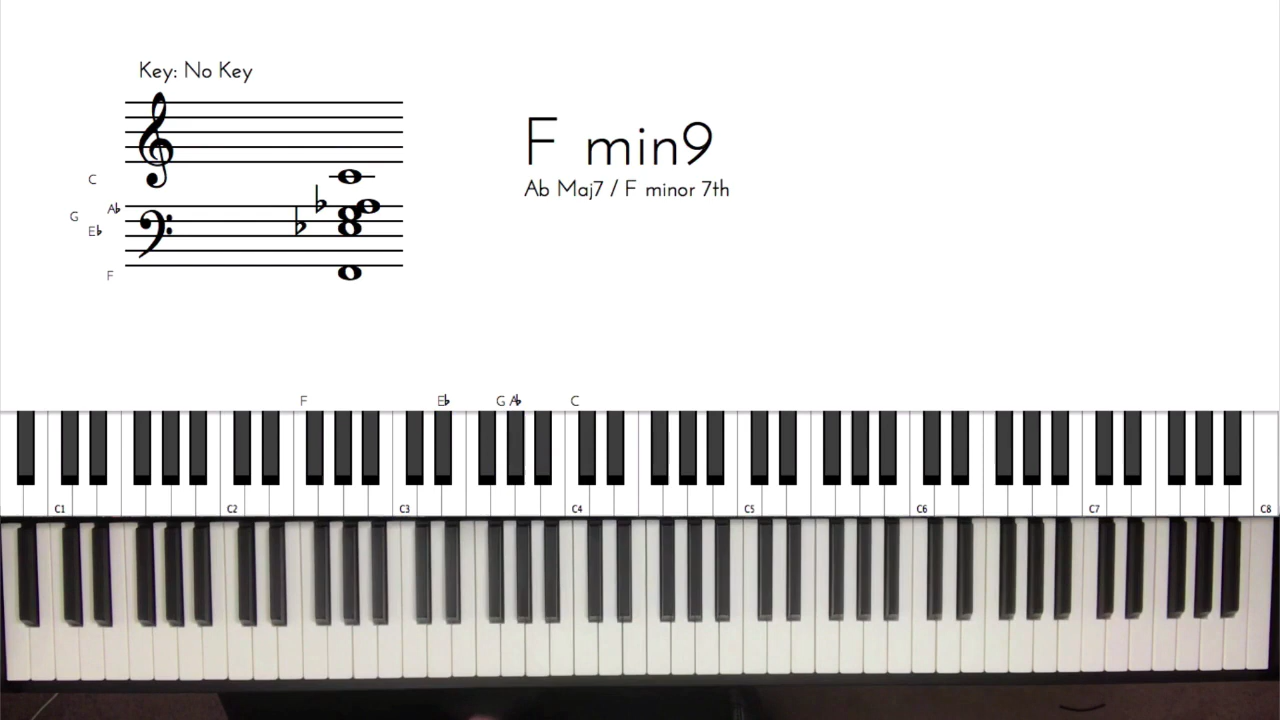 Key: No Key
F min9
Ab Maj7 / F minor 7th
C
Ab
G
Eb
F
F Eb G Ab C
C1 C2 C3 C4 C5 C6 C7 C8